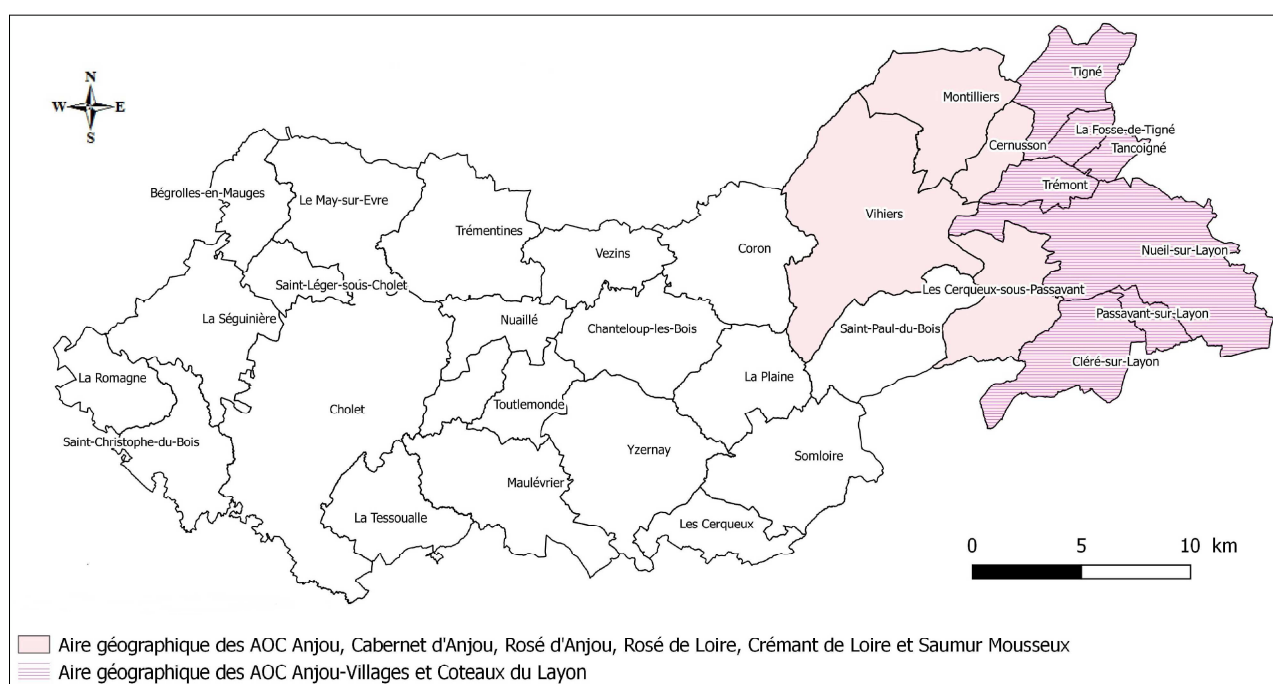 N
W E
S
Tigné
Montilliers
La Fosse-de-Tigné
Cernusson
Tancoigné
Trémont
Bégrolles-en-Mauges
Le May-sur-Evre
Vihiers
Trémentines
Coron
Vezins
Nueil-sur-Layon
Saint-Léger-sous-Cholet
Les Cerqueux-sous-Passavant
La Séguinière
Nuaillé
Chanteloup-les-Bois
Saint-Paul-du-Bois
Passavant-sur-Layon
Cléré-sur-Layon
La Romagne
La Plaine
Cholet
Toutlemonde
Saint-Christophe-du-Bois
Yzernay
Somloire
Maulévrier
La Tessoualle
Les Cerqueux
0 5 10 km
Aire géographique des AOC Anjou, Cabernet d'Anjou, Rosé d'Anjou, Rosé de Loire, Crémant de Loire et Saumur Mousseux
Aire géographique des AOC Anjou-Villages et Coteaux du Layon